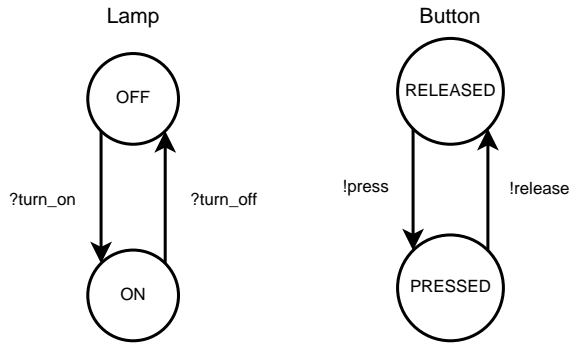 Lamp
OFF
?turn_on
?turn_off
ON
Button
RELEASED
!press
!release
PRESSED